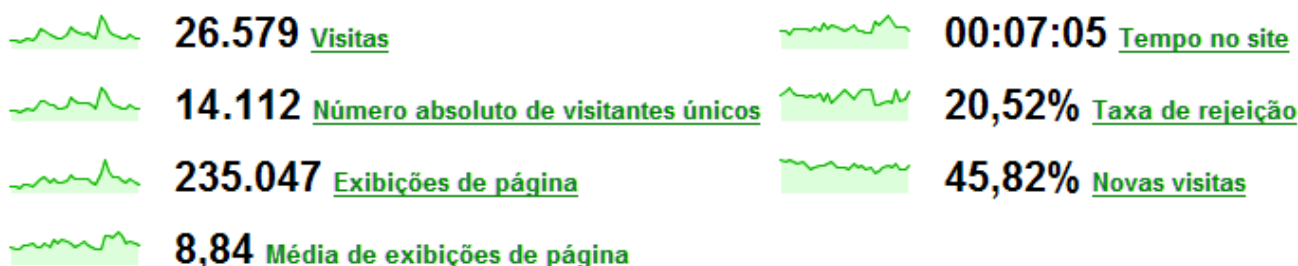 26.579 Visitas
14.112 Número absoluto de visitantes únicos
235.047 Exibições de página
8,84 Média de exibições de página
00:07:05 Tempo no site
20,52% Taxa de rejeição
45,82% Novas visitas